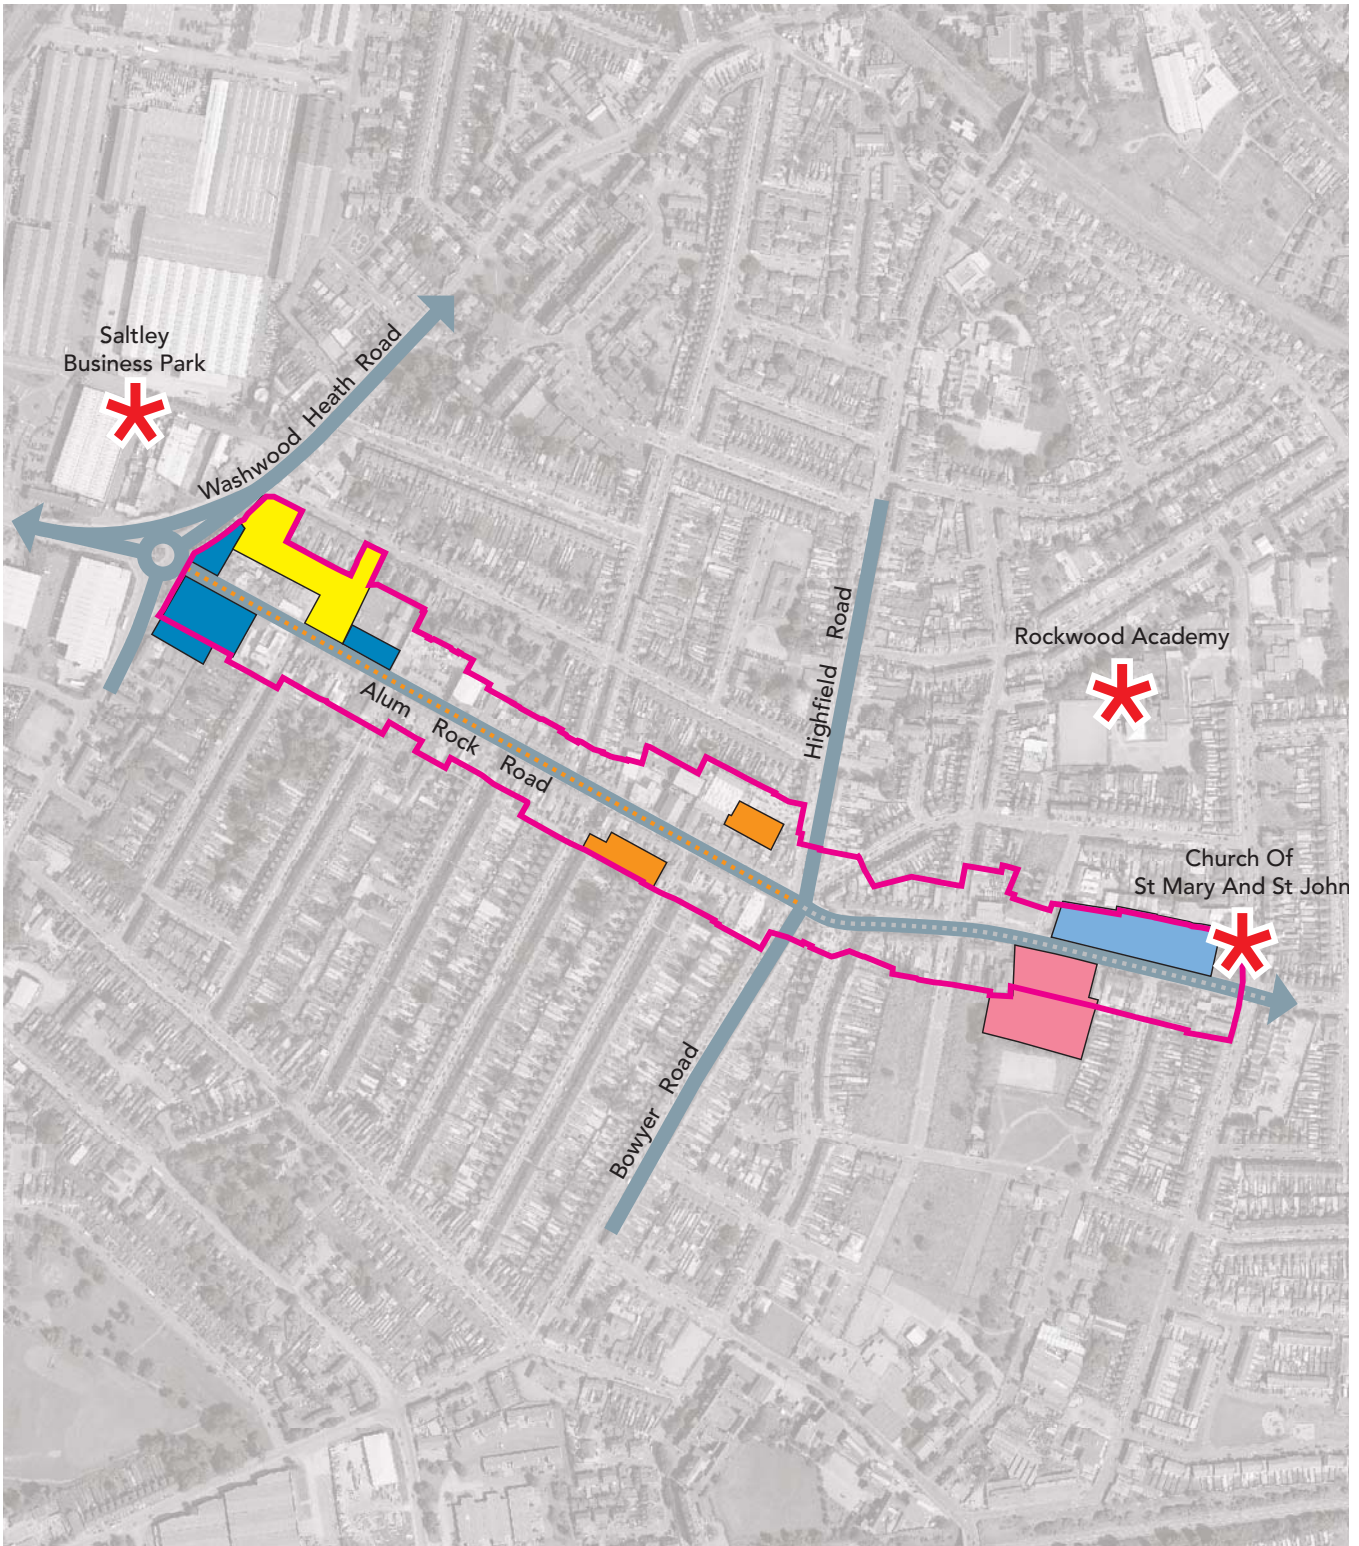 Saltley
Business Park
Washwood Heath Road
Alum Rock Road
Highfield Road
Rockwood Academy
Church Of
St Mary And St John
Bowyer Road